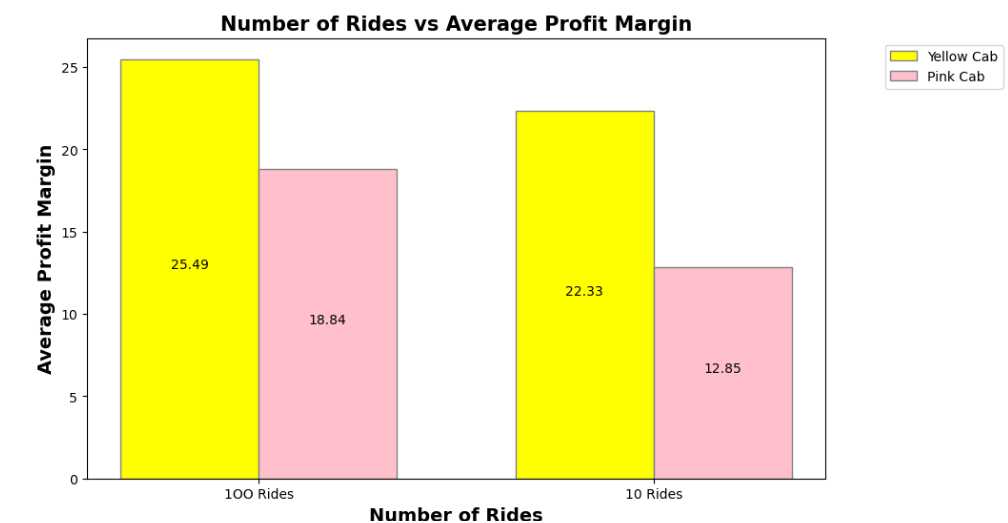 Number of Rides vs Average Profit Margin
Yellow Cab
Pink Cab
Average Profit Margin
25
20
15
10
5
0
25.49
18.84
22.33
12.85
1OO Rides
10 Rides
Number of Rides